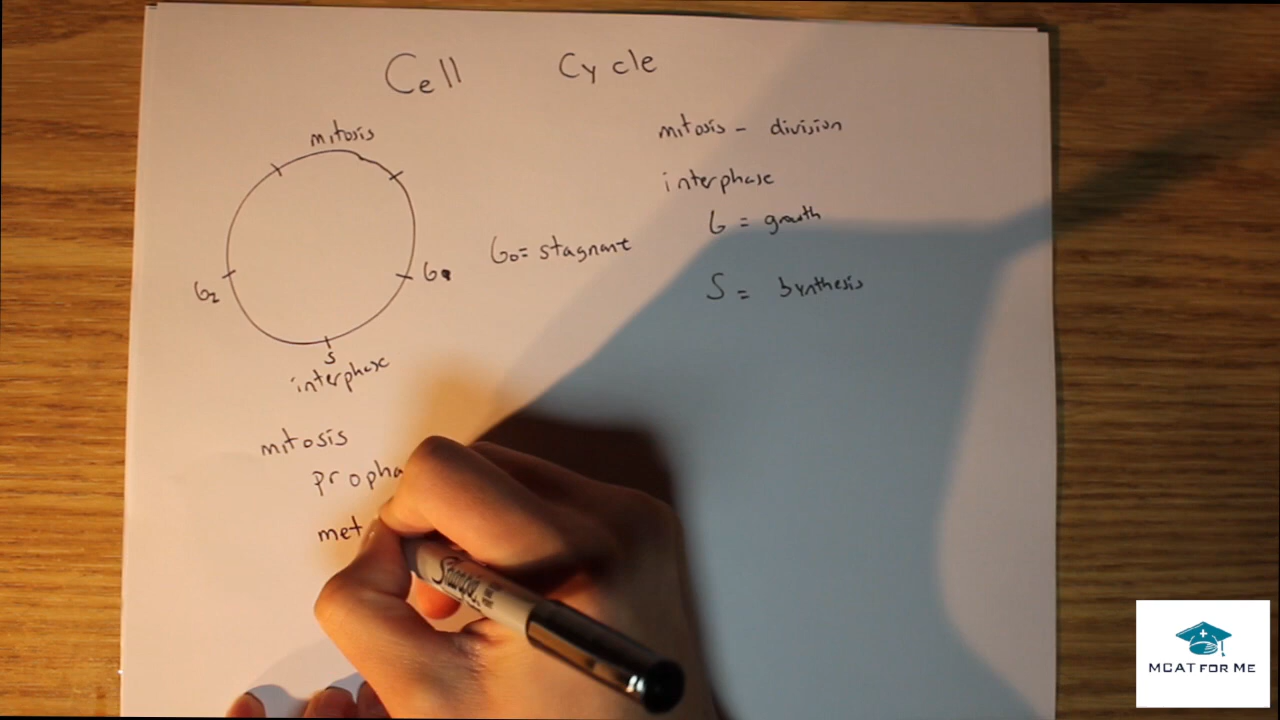 Cell Cycle
mitosis
mitosis - division
interphase
G = growth
G0 = stagnant
G2
S
S = Synthesis
interphase
mitosis
propha
met
Sharpie
MCAT FOR ME